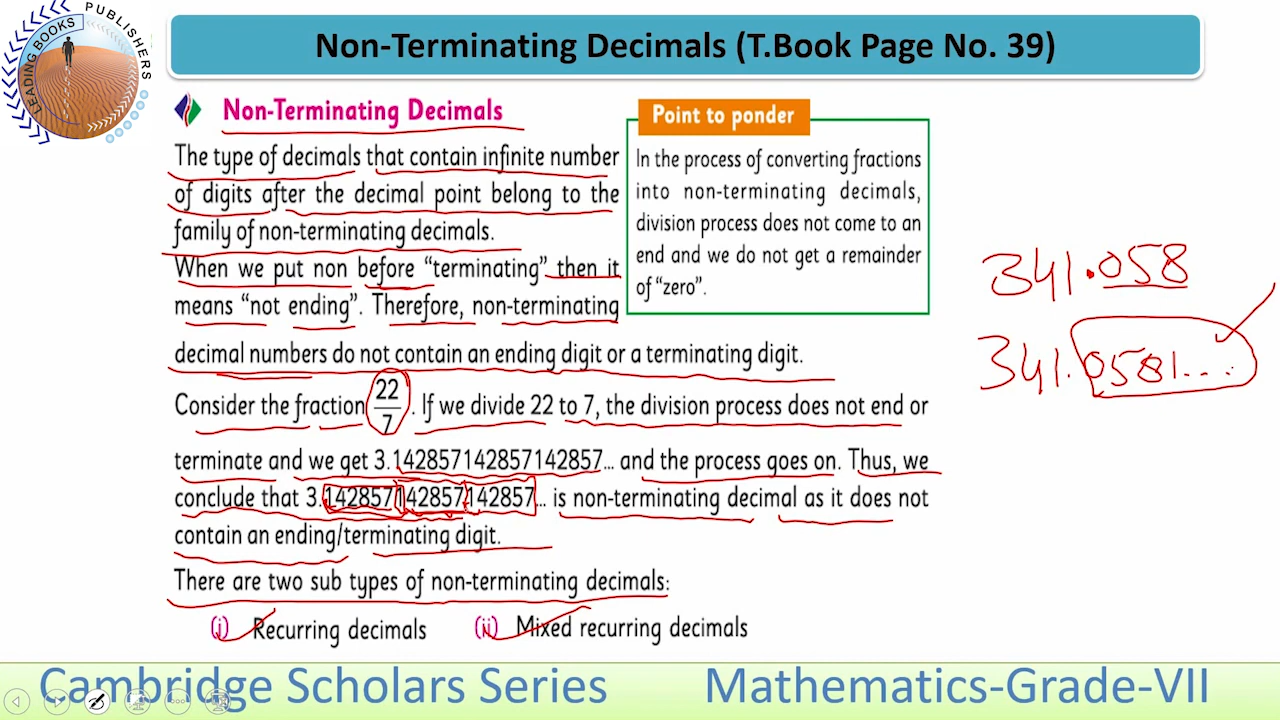 LEADING BOOKS PUBLISHERS
Non-Terminating Decimals (T.Book Page No. 39)
Non-Terminating Decimals
The type of decimals that contain infinite number
of digits after the decimal point belong to the
family of non-terminating decimals.
When we put non before “terminating” then it
means “not ending”. Therefore, non-terminating
decimal numbers do not contain an ending digit or a terminating digit.
Consider the fraction 22/7. If we divide 22 to 7, the division process does not end or
terminate and we get 3.142857142857142857... and the process goes on. Thus, we
conclude that 3.142857142857142857... is non-terminating decimal as it does not
contain an ending/terminating digit.
There are two sub types of non-terminating decimals:
(i) Recurring decimals (ii) Mixed recurring decimals
Point to ponder
In the process of converting fractions
into non-terminating decimals,
division process does not come to an
end and we do not get a remainder
of “zero”.
341.058
341.0581...
Cambridge Scholars Series Mathematics-Grade-VII